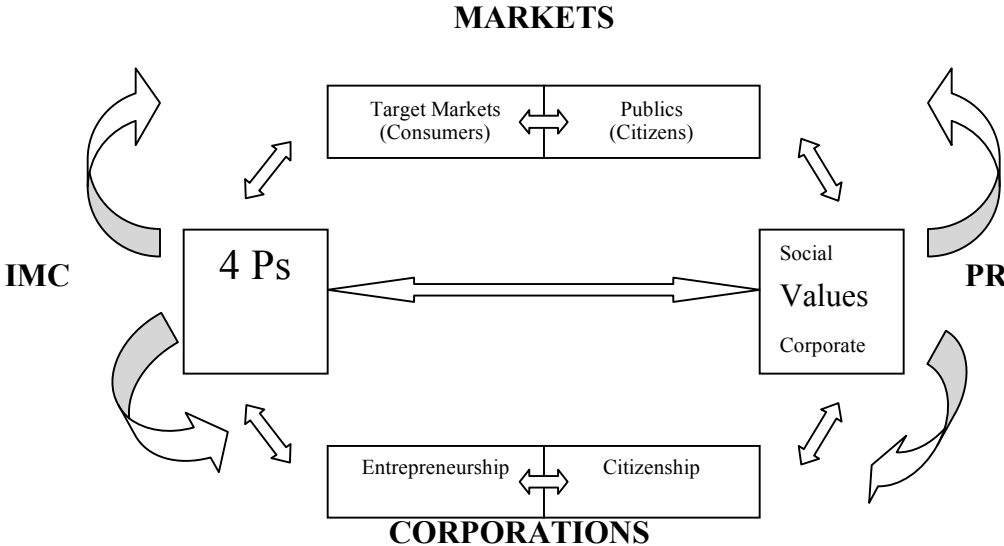 MARKETS
Target Markets
(Consumers)
Publics
(Citizens)
IMC
4 Ps
Social
Values
Corporate
PR
Entrepreneurship
Citizenship
CORPORATIONS